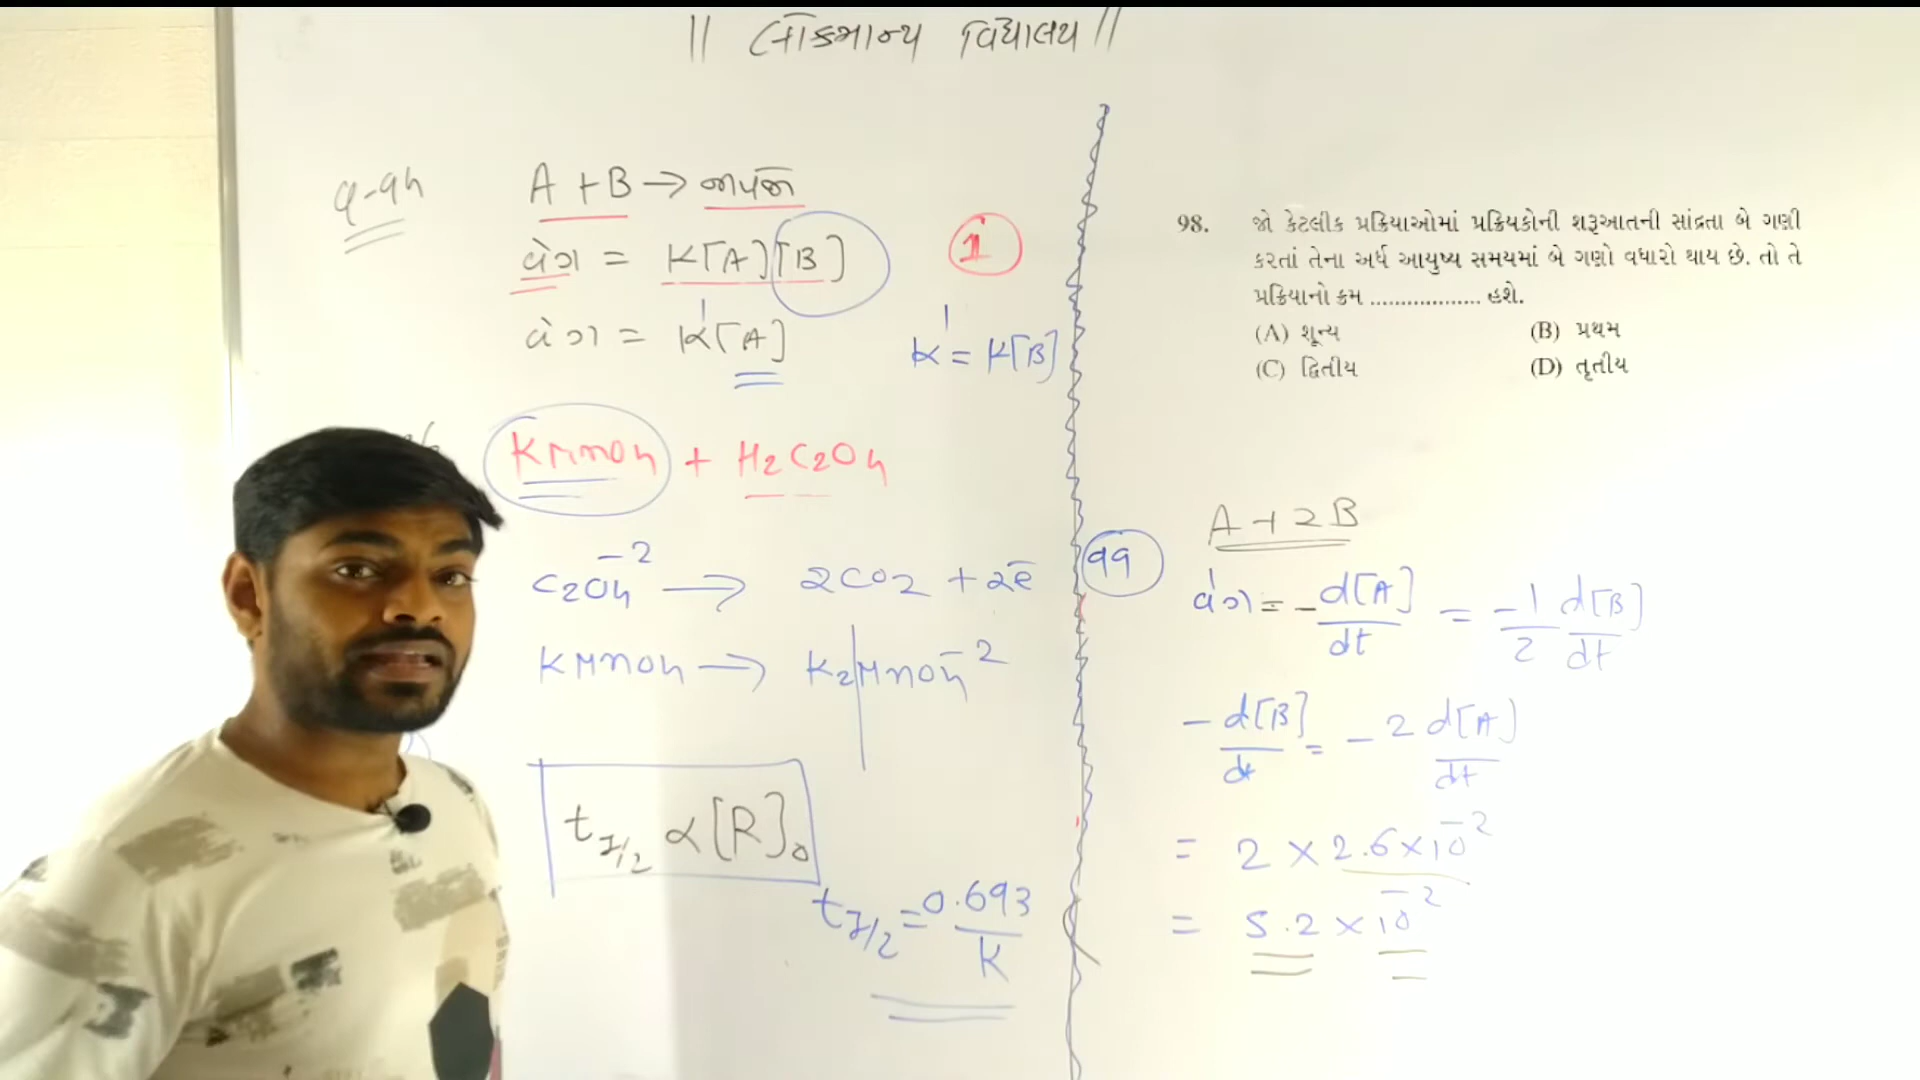 || લોકમાન્ય વિદ્યાલય ||
A + B → નીપજ
વેગ = K[A][B]
1
વેગ = K'[A]
K' = K[B]
KMnO4 + H2C2O4
C2O4-2 → 2CO2 + 2e-
KMnO4 → K2MnO4-2
t1/2 α [R]0
t1/2 = 0.693/K
98. જો કેટલીક પ્રક્રિયાઓમાં પ્રક્રિયકોની શરૂઆતની સાંદ્રતા બે ગણી
કરતાં તેના અર્ધ આયુષ્ય સમયમાં બે ગણો વધારો થાય છે. તો તે
પ્રક્રિયાનો ક્રમ .................. હશે.
(A) શૂન્ય (B) પ્રથમ
(C) દ્વિતીય (D) તૃતીય
A + 2B
99
વેગ = -d[A]/dt = -1/2 d[B]/dt
-d[B]/dt = -2 d[A]/dt
= 2 × 2.6 × 10-2
= 5.2 × 10-2